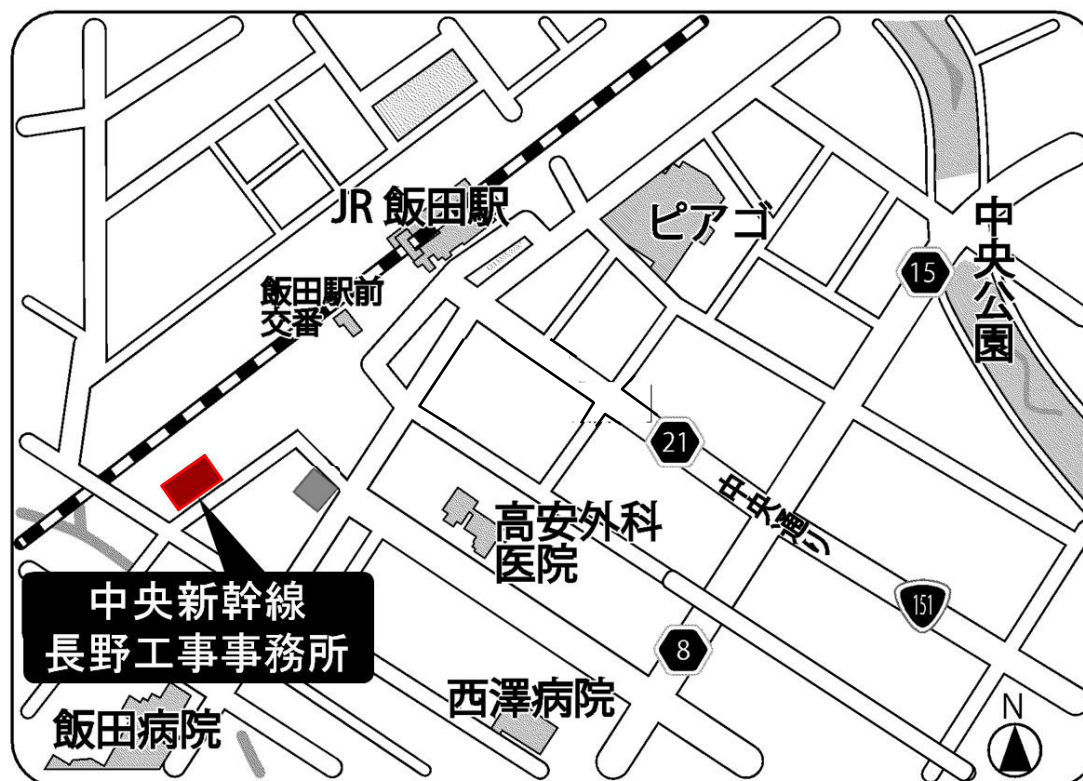 JR 飯田駅
ピアゴ
中央公園
15
飯田駅前
交番
21
中央通り
高安外科
医院
151
中央新幹線
長野工事事務所
8
西澤病院
飯田病院
N